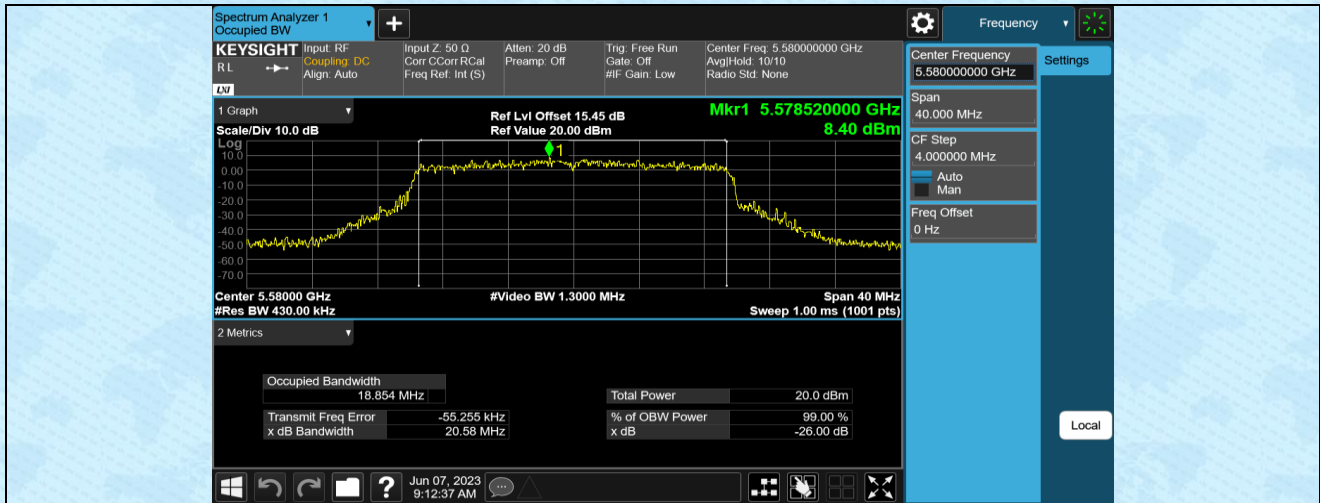 Spectrum Analyzer 1
Occupied BW
Frequency
KEYSIGHT
R L
LXI
Input: RF
Coupling: DC
Align: Auto
Input Z: 50 Ω
Corr CCorr RCal
Freq Ref: Int (S)
Atten: 20 dB
Preamp: Off
Trig: Free Run
Gate: Off
#IF Gain: Low
Center Freq: 5.580000000 GHz
Avg|Hold: 10/10
Radio Std: None
Center Frequency
5.580000000 GHz
Settings
Span
40.000 MHz
CF Step
4.000000 MHz
Auto
Man
Freq Offset
0 Hz
1 Graph
Scale/Div 10.0 dB
Ref Lvl Offset 15.45 dB
Ref Value 20.00 dBm
Mkr1 5.578520000 GHz
8.40 dBm
Log
10.0
0.00
-10.0
-20.0
-30.0
-40.0
-50.0
-60.0
-70.0
1
Center 5.58000 GHz
#Res BW 430.00 kHz
#Video BW 1.3000 MHz
Span 40 MHz
Sweep 1.00 ms (1001 pts)
2 Metrics
Occupied Bandwidth
18.854 MHz
Total Power 20.0 dBm
Transmit Freq Error -55.255 kHz
% of OBW Power 99.00 %
x dB Bandwidth 20.58 MHz
x dB -26.00 dB
Local
?
Jun 07, 2023
9:12:37 AM